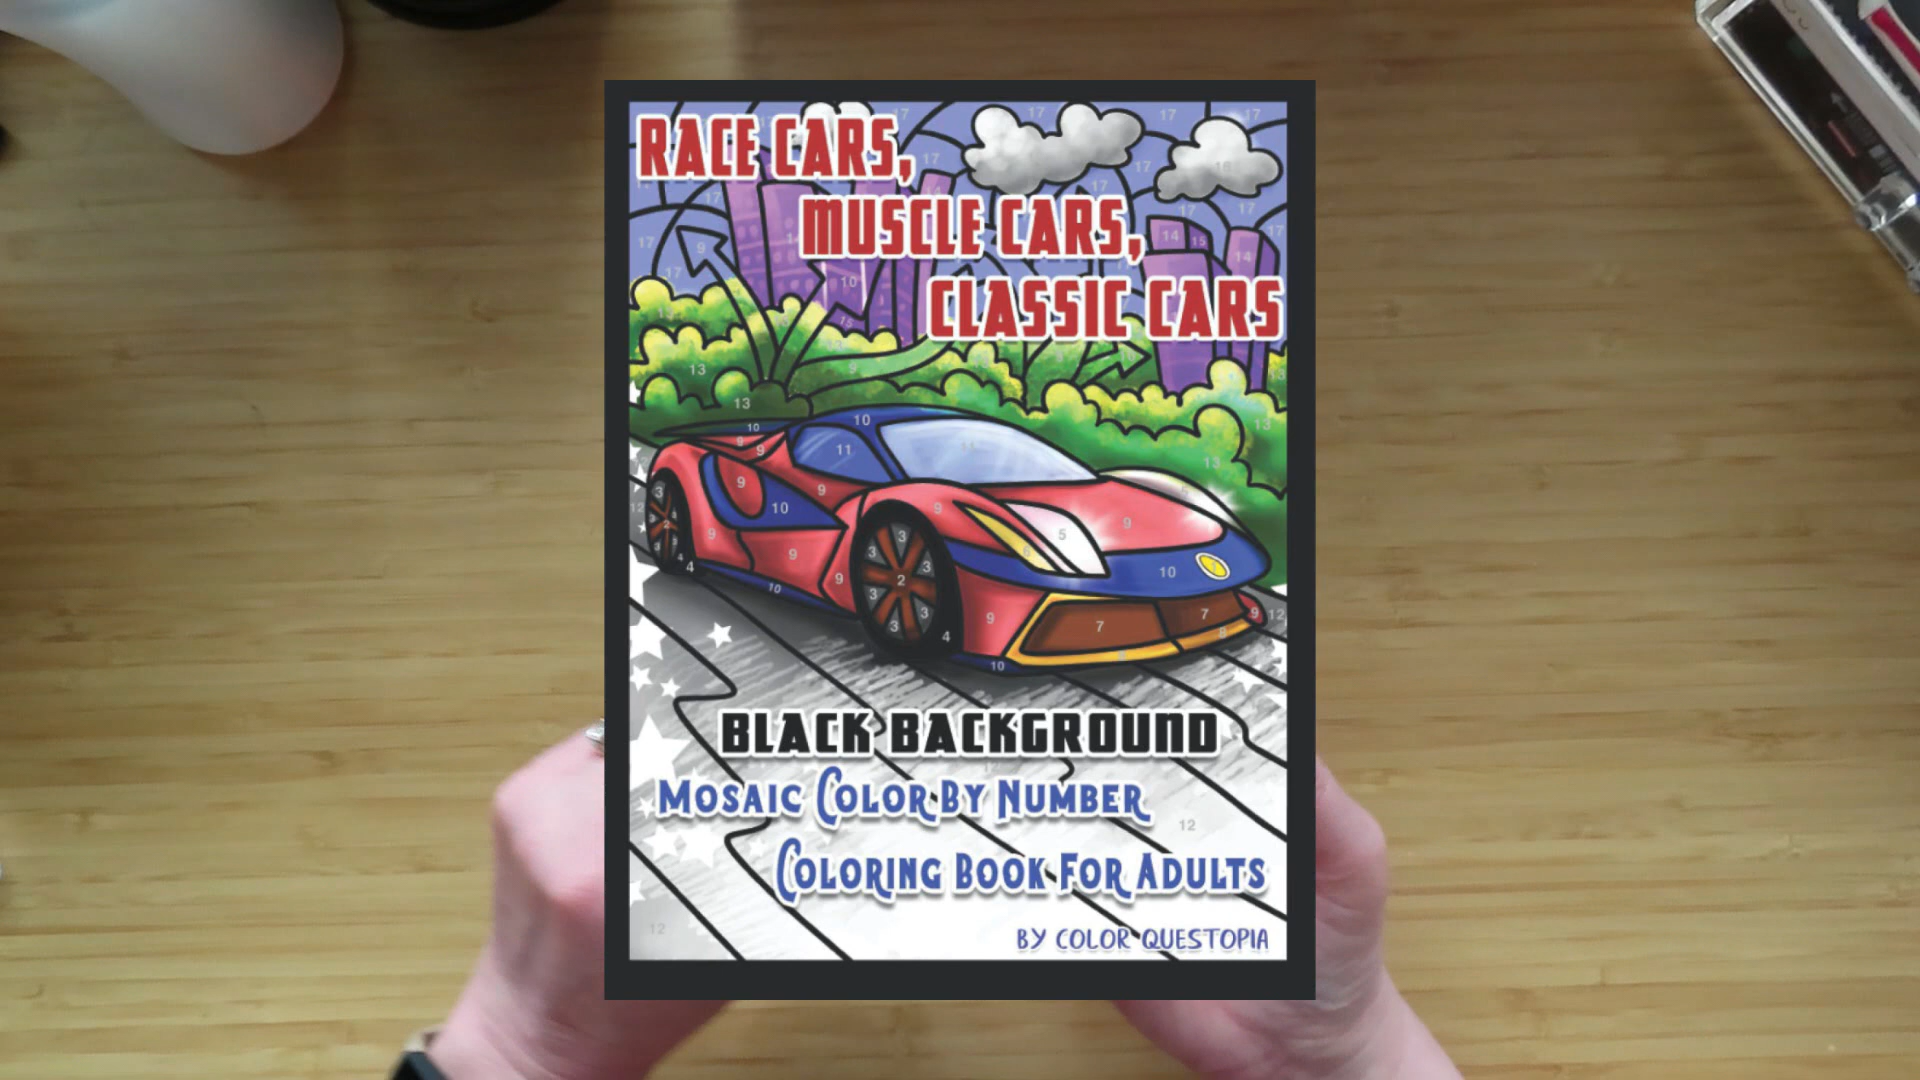 RACE CARS,
MUSCLE CARS,
CLASSIC CARS
BLACK BACKGROUND
MOSAIC COLOR BY NUMBER
COLORING BOOK FOR ADULTS
BY COLOR QUESTOPIA